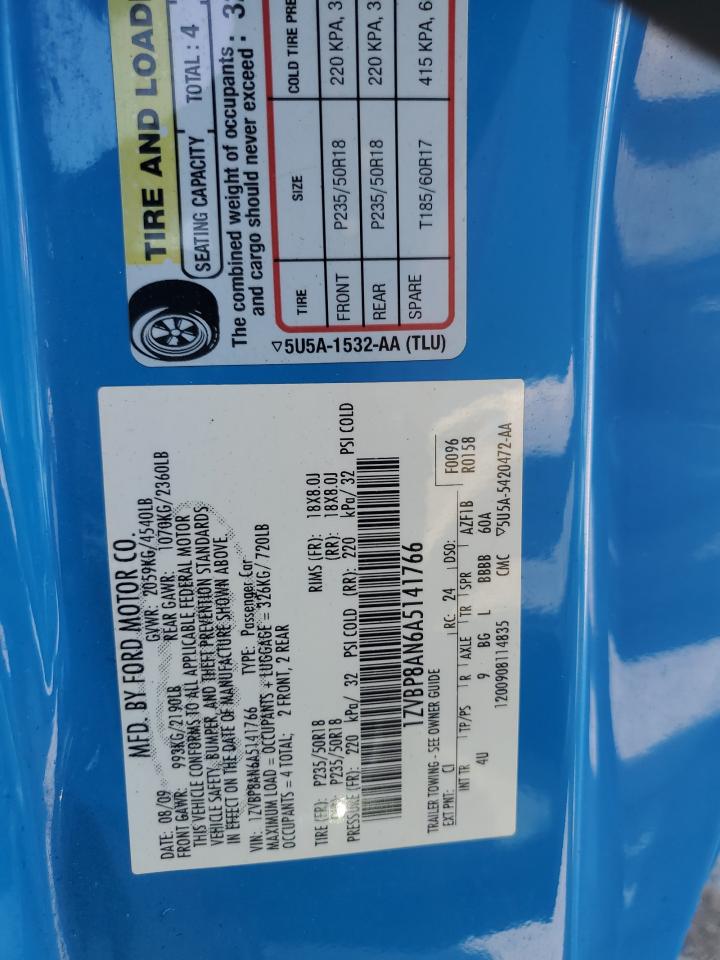 TIRE AND LOADI
SEATING CAPACITY TOTAL : 4
The combined weight of occupants
and cargo should never exceed : 3
TIRE SIZE COLD TIRE PRE
FRONT P235/50R18 220 KPA, 3
REAR P235/50R18 220 KPA, 3
SPARE T185/60R17 415 KPA, 6
▽5U5A-1532-AA (TLU)
MFD. BY FORD MOTOR CO.
DATE: 08/09 GVWR: 2059KG/4540LB
FRONT GAWR: 993KG/2190LB REAR GAWR: 1070KG/2360LB
THIS VEHICLE CONFORMS TO ALL APPLICABLE FEDERAL MOTOR
VEHICLE SAFETY, BUMPER, AND THEFT PREVENTION STANDARDS
IN EFFECT ON THE DATE OF MANUFACTURE SHOWN ABOVE.
VIN: 1ZVBP8AN6A5141766 TYPE: Passenger Car
MAXIMUM LOAD = OCCUPANTS + LUGGAGE = 326KG/720LB
OCCUPANTS = 4 TOTAL; 2 FRONT, 2 REAR
TIRE (FR): P235/50R18 RIMS (FR): 18X8.0J
P235/50R18 (RR): 18X8.0J
PRESSURE (FR): 220 kPa/ 32 PSI COLD (RR): 220 kPa/ 32 PSI COLD
1ZVBP8AN6A5141766
TRAILER TOWING - SEE OWNER GUIDE
F0096
R0158
EXT PNT: CI RC: 24 DSO:
INT TR TP/PS R AXLE TR SPR AZF1B
4U 9 BG L BBBB 60A
1200908114835 CMC ▽5U5A-5420472-AA